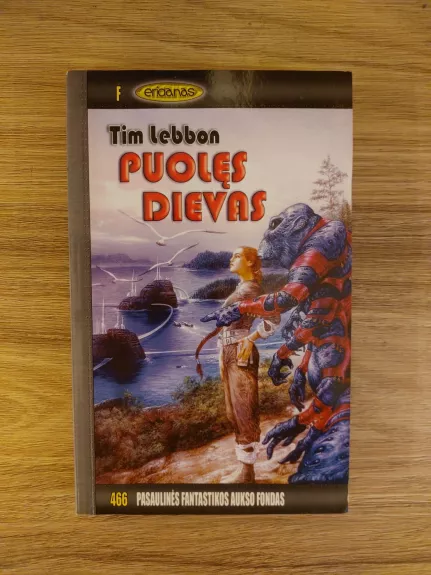 F eridanas
Tim Lebbon
PUOLĘS
DIEVAS
466 PASAULINĖS FANTASTIKOS AUKSO FONDAS